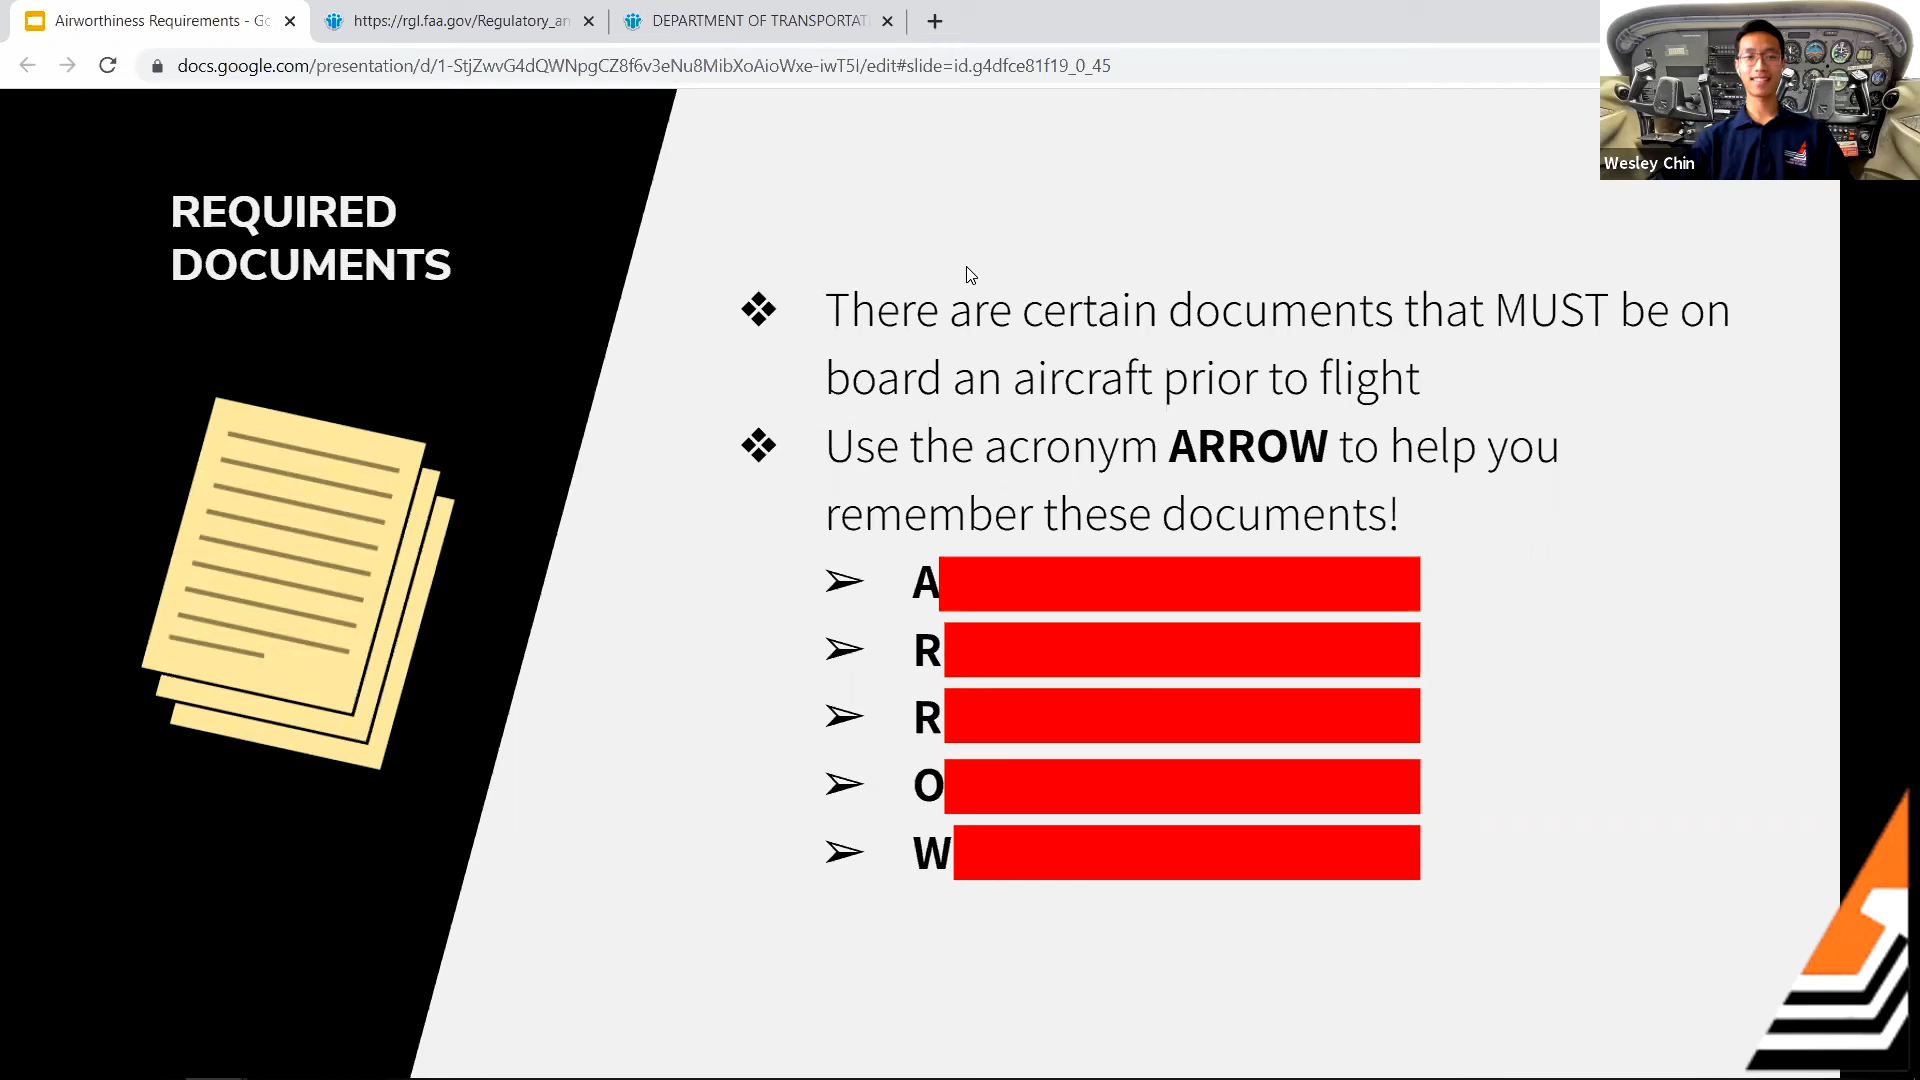 Airworthiness Requirements - Go
https://rgl.faa.gov/Regulatory_an
DEPARTMENT OF TRANSPORTAT
docs.google.com/presentation/d/1-StjZwvG4dQWNpgCZ8f6v3eNu8MibXoAioWxe-iwT5I/edit#slide=id.g4dfce81f19_0_45
Wesley Chin
REQUIRED
DOCUMENTS
❖ There are certain documents that MUST be on
board an aircraft prior to flight
❖ Use the acronym ARROW to help you
remember these documents!
➢ A
➢ R
➢ R
➢ O
➢ W